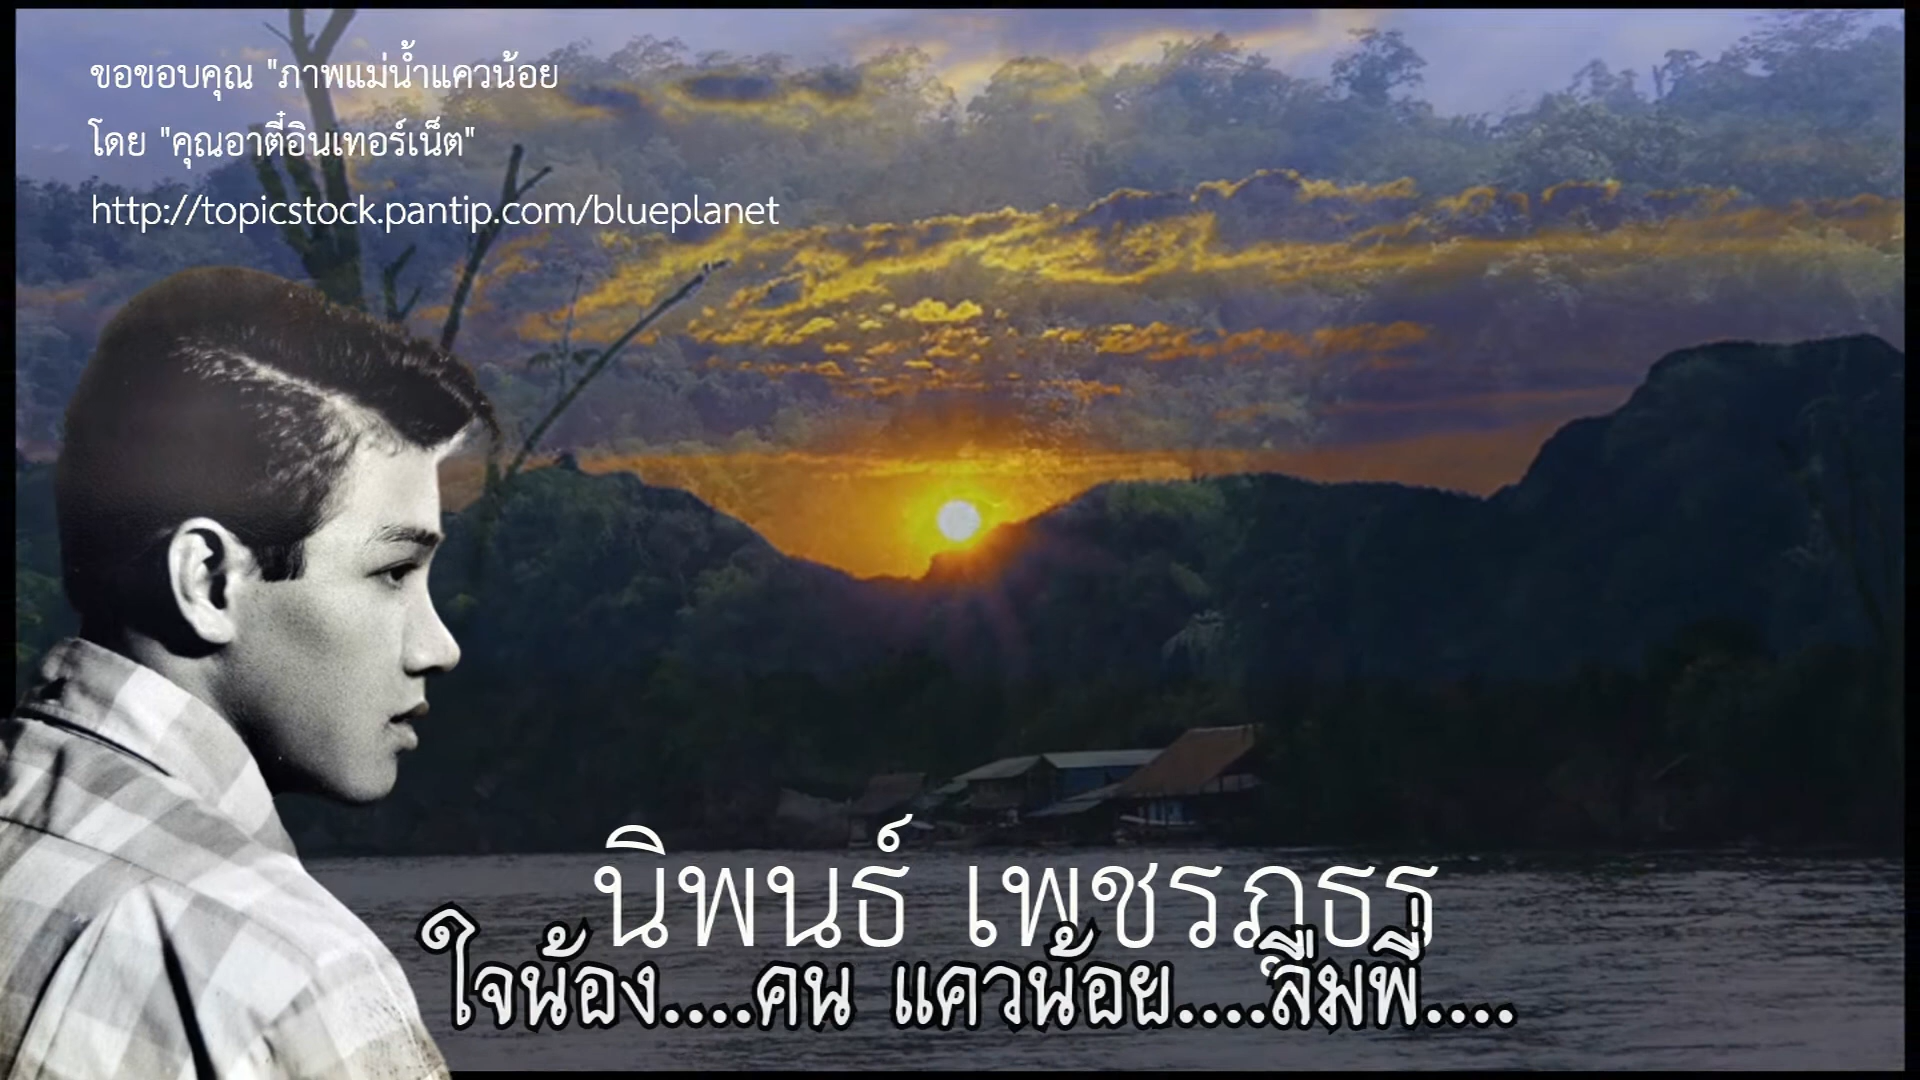 ขอขอบคุณ "ภาพแม่น้ำแควน้อย
โดย "คุณอาตี๋อินเทอร์เน็ต"
http://topicstock.pantip.com/blueplanet
นิพนธ์ เพชรภูธร
ใจน้อง....คน แควน้อย....ลืมพี่....